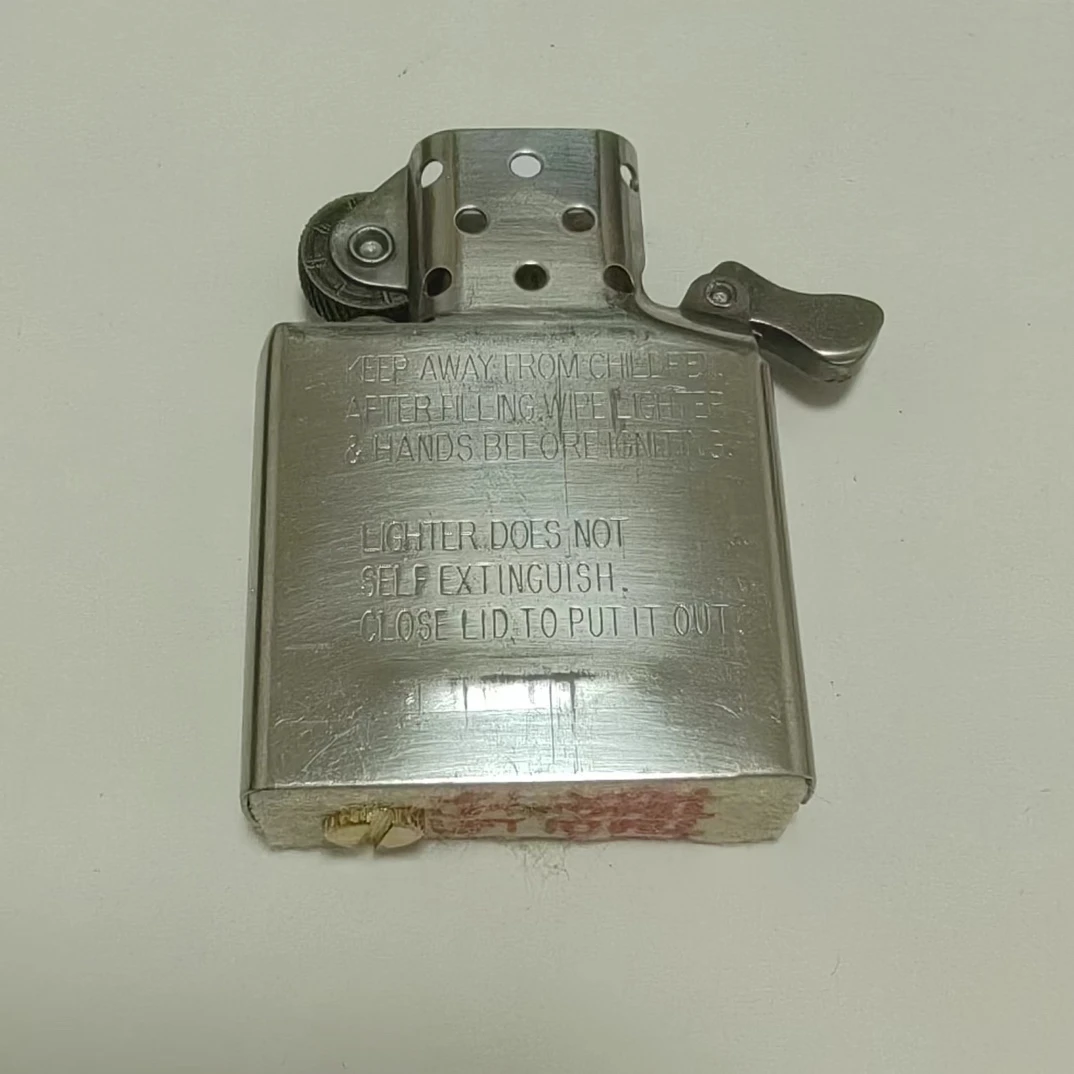 KEEP AWAY FROM CHILDREN.
AFTER FILLING, WIPE LIGHTER
& HANDS BEFORE IGNITING.
LIGHTER DOES NOT
SELF EXTINGUISH.
CLOSE LID TO PUT IT OUT.